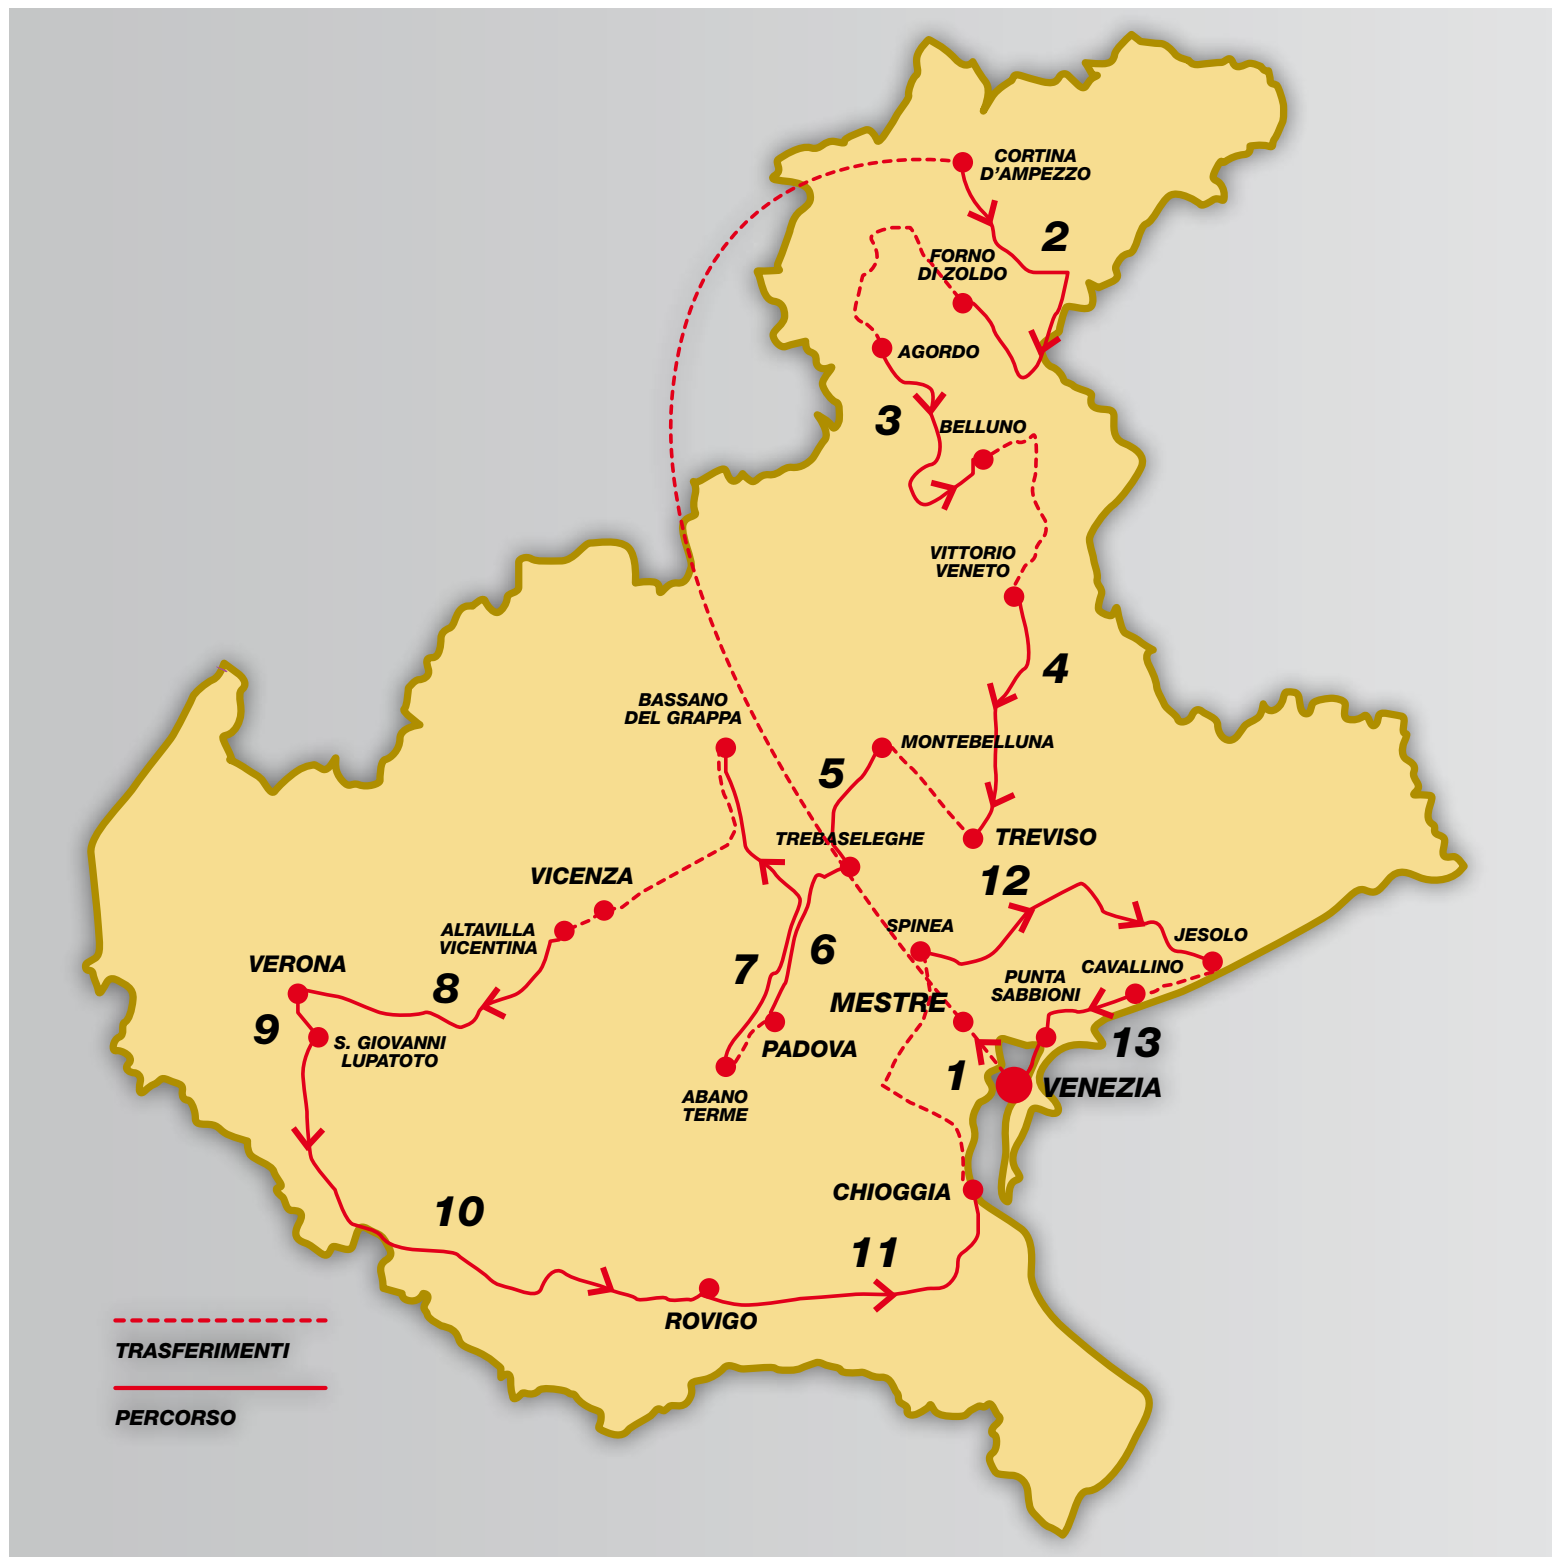 CORTINA
D'AMPEZZO
2
FORNO
DI ZOLDO
AGORDO
3
BELLUNO
VITTORIO
VENETO
4
BASSANO
DEL GRAPPA
MONTEBELLUNA
5
TREBASELEGHE
TREVISO
VICENZA
12
ALTAVILLA
VICENTINA
SPINEA
JESOLO
6
VERONA
7
CAVALLINO
PUNTA
SABBIONI
8
MESTRE
9
S. GIOVANNI
LUPATOTO
PADOVA
13
1
VENEZIA
ABANO
TERME
CHIOGGIA
10
11
ROVIGO
TRASFERIMENTI
PERCORSO